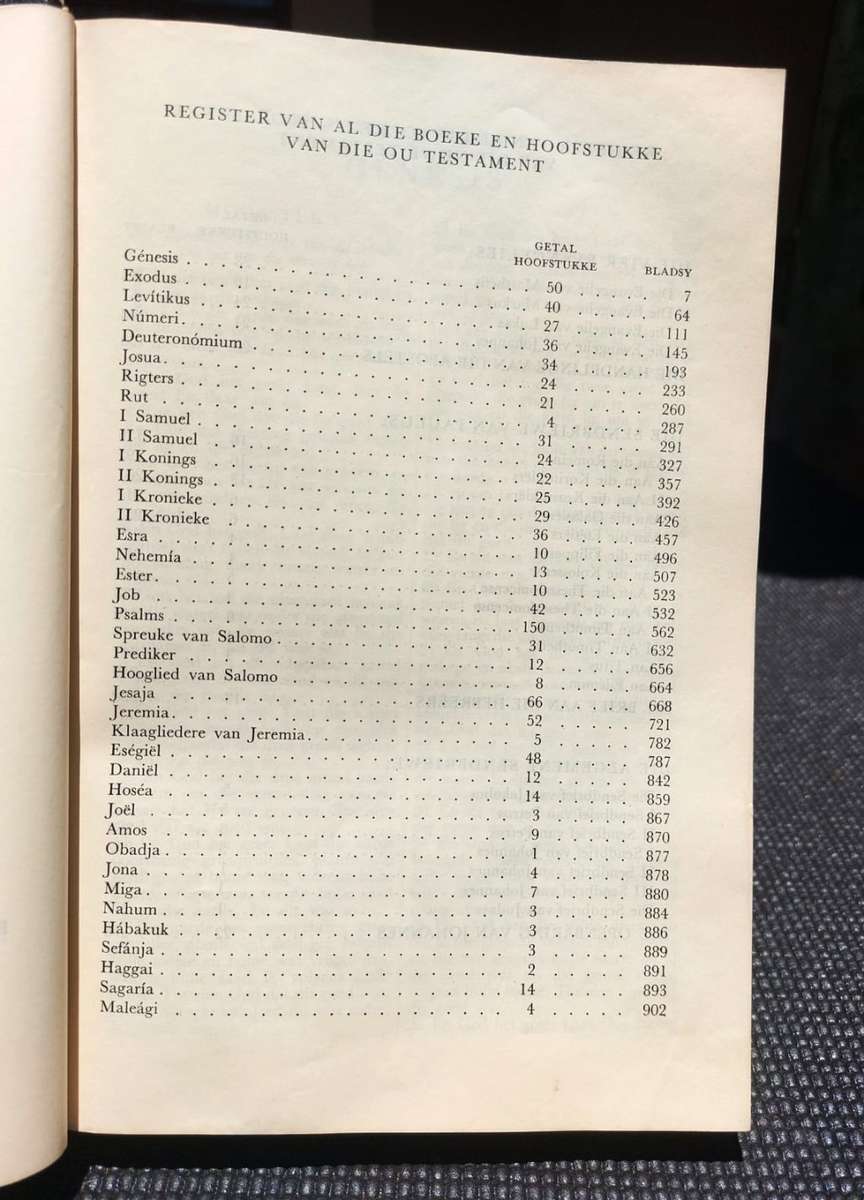 REGISTER VAN AL DIE BOEKE EN HOOFSTUKKE
VAN DIE OU TESTAMENT
GETAL
HOOFSTUKKE BLADSY
Génesis . . . . . 50 . . . . . 7
Exodus . . . . . 40 . . . . . 64
Levítikus . . . . . 27 . . . . . 111
Númeri . . . . . 36 . . . . . 145
Deuteronómium . . . . . 34 . . . . . 193
Josua . . . . . 24 . . . . . 233
Rigters . . . . . 21 . . . . . 260
Rut . . . . . 4 . . . . . 287
I Samuel . . . . . 31 . . . . . 291
II Samuel . . . . . 24 . . . . . 327
I Konings . . . . . 22 . . . . . 357
II Konings . . . . . 25 . . . . . 392
I Kronieke . . . . . 29 . . . . . 426
II Kronieke . . . . . 36 . . . . . 457
Esra . . . . . 10 . . . . . 496
Nehemía . . . . . 13 . . . . . 507
Ester . . . . . 10 . . . . . 523
Job . . . . . 42 . . . . . 532
Psalms . . . . . 150 . . . . . 562
Spreuke van Salomo . . . . . 31 . . . . . 632
Prediker . . . . . 12 . . . . . 656
Hooglied van Salomo . . . . . 8 . . . . . 664
Jesaja . . . . . 66 . . . . . 668
Jeremia . . . . . 52 . . . . . 721
Klaagliedere van Jeremia . . . . . 5 . . . . . 782
Eségiël . . . . . 48 . . . . . 787
Daniël . . . . . 12 . . . . . 842
Hoséa . . . . . 14 . . . . . 859
Joël . . . . . 3 . . . . . 867
Amos . . . . . 9 . . . . . 870
Obadja . . . . . 1 . . . . . 877
Jona . . . . . 4 . . . . . 878
Miga . . . . . 7 . . . . . 880
Nahum . . . . . 3 . . . . . 884
Hábakuk . . . . . 3 . . . . . 886
Sefánja . . . . . 3 . . . . . 889
Haggai . . . . . 2 . . . . . 891
Sagaría . . . . . 14 . . . . . 893
Maleági . . . . . 4 . . . . . 902